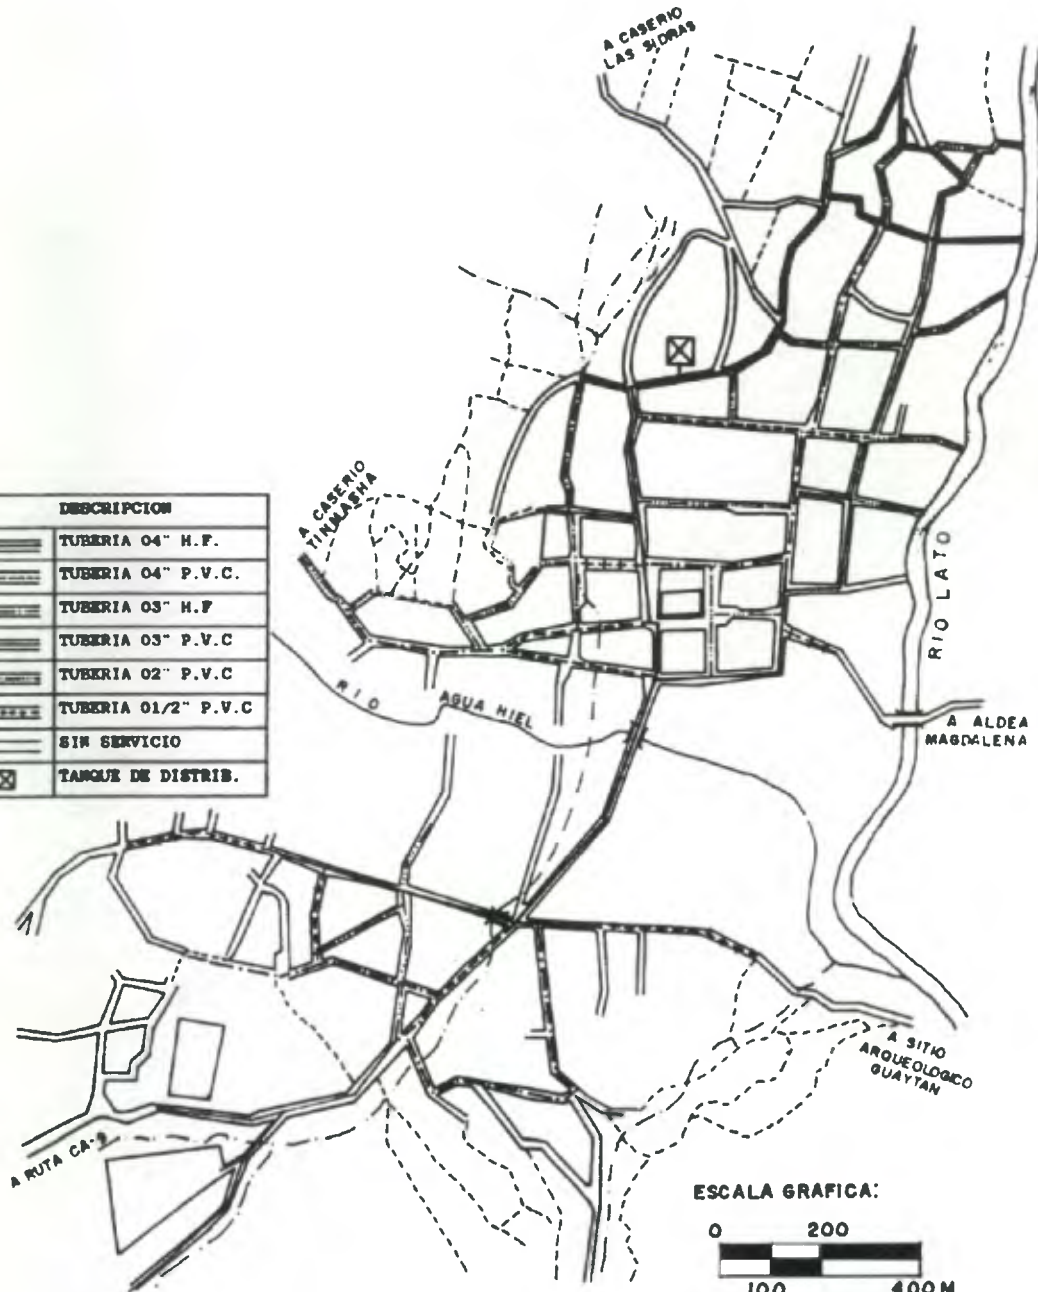 A CASERIO
LAS SIDRAS
A CASERIO
TINMASHA
DESCRIPCION
TUBERIA 04" H.F.
TUBERIA 04" P.V.C.
TUBERIA 03" H.F
TUBERIA 03" P.V.C
TUBERIA 02" P.V.C
TUBERIA 01/2" P.V.C
SIN SERVICIO
TANQUE DE DISTRIB.
RIO LATO
RIO AGUA HIEL
A ALDEA
MAGDALENA
A SITIO
ARQUEOLOGICO
GUAYTAN
A RUTA CA-9
ESCALA GRAFICA:
0 200
100 400 M